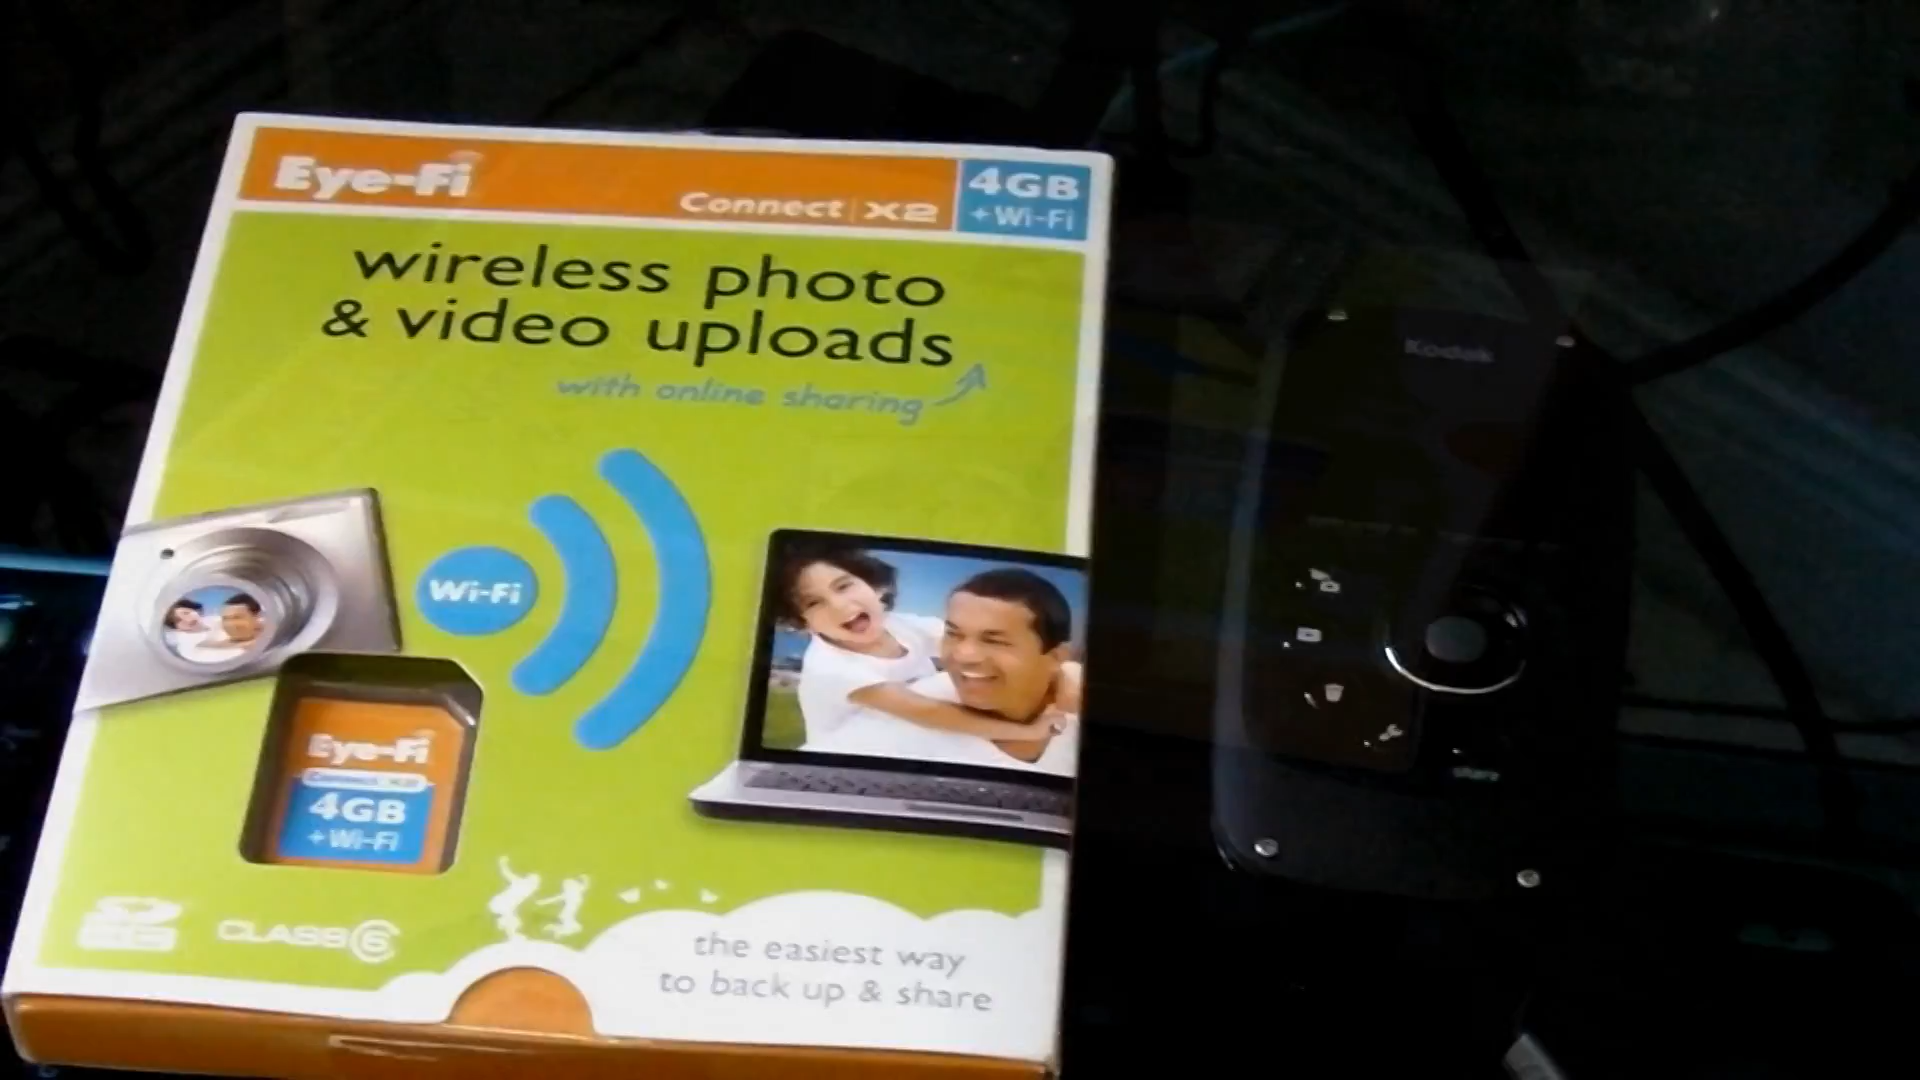 Eye-Fi
Connect | X2
4GB
+Wi-Fi
wireless photo
& video uploads
with online sharing
Wi-Fi
Eye-Fi
Connect X2
4GB
+Wi-Fi
CLASS 6
the easiest way
to back up & share
Kodak
share